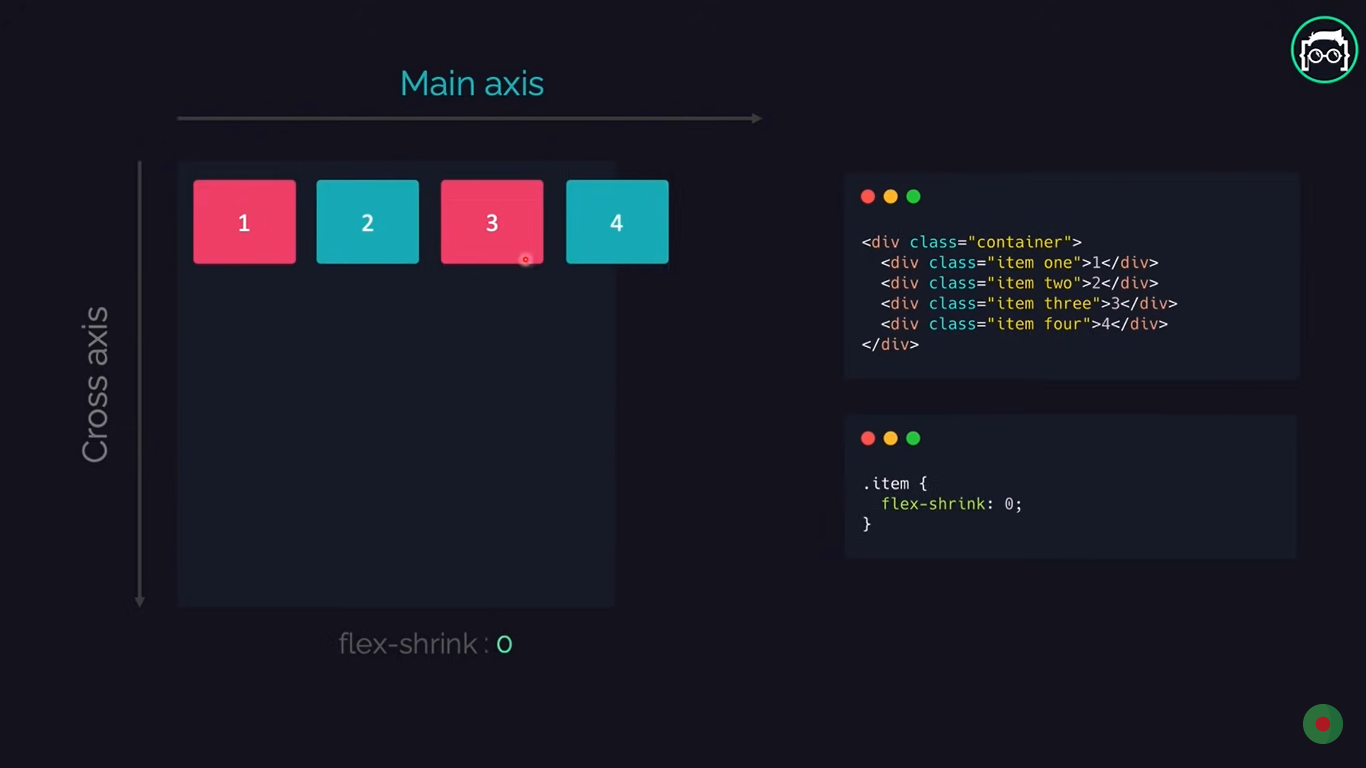 Main axis
Cross axis
1
2
3
4
flex-shrink : 0
<div class="container">
  <div class="item one">1</div>
  <div class="item two">2</div>
  <div class="item three">3</div>
  <div class="item four">4</div>
</div>
.item {
  flex-shrink: 0;
}